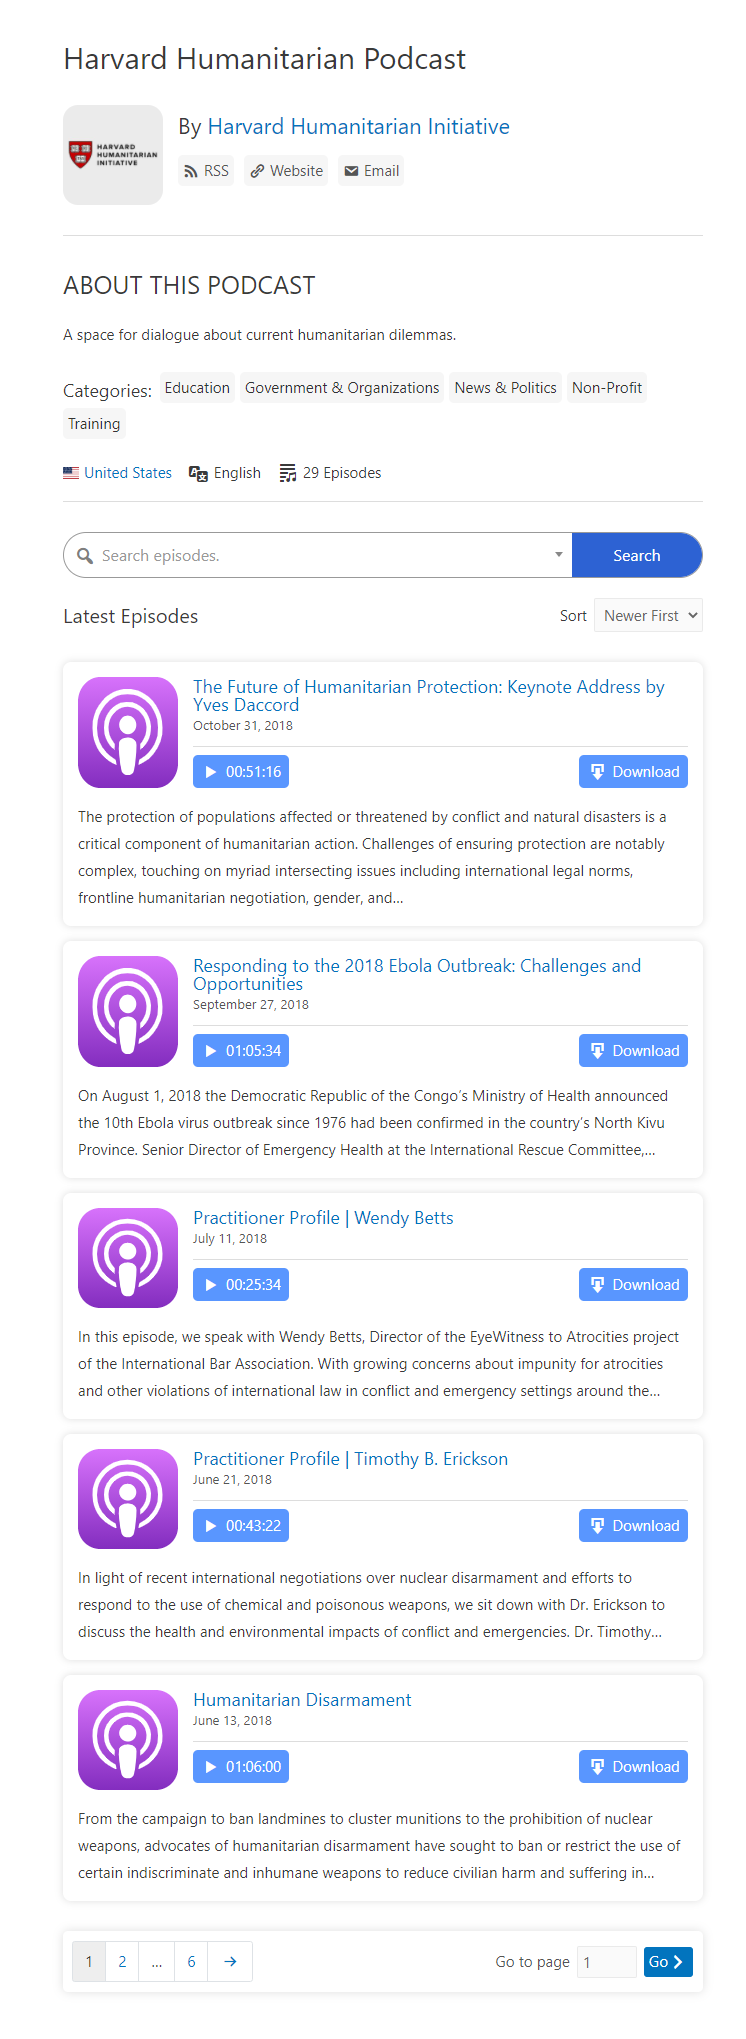 Harvard Humanitarian Podcast
HARVARD
HUMANITARIAN
INITIATIVE
By Harvard Humanitarian Initiative
RSS Website Email
ABOUT THIS PODCAST
A space for dialogue about current humanitarian dilemmas.
Categories: Education Government & Organizations News & Politics Non-Profit
Training
United States English 29 Episodes
Search episodes. Search
Latest Episodes Sort Newer First
The Future of Humanitarian Protection: Keynote Address by
Yves Daccord
October 31, 2018
00:51:16 Download
The protection of populations affected or threatened by conflict and natural disasters is a
critical component of humanitarian action. Challenges of ensuring protection are notably
complex, touching on myriad intersecting issues including international legal norms,
frontline humanitarian negotiation, gender, and...
Responding to the 2018 Ebola Outbreak: Challenges and
Opportunities
September 27, 2018
01:05:34 Download
On August 1, 2018 the Democratic Republic of the Congo’s Ministry of Health announced
the 10th Ebola virus outbreak since 1976 had been confirmed in the country’s North Kivu
Province. Senior Director of Emergency Health at the International Rescue Committee,...
Practitioner Profile | Wendy Betts
July 11, 2018
00:25:34 Download
In this episode, we speak with Wendy Betts, Director of the EyeWitness to Atrocities project
of the International Bar Association. With growing concerns about impunity for atrocities
and other violations of international law in conflict and emergency settings around the...
Practitioner Profile | Timothy B. Erickson
June 21, 2018
00:43:22 Download
In light of recent international negotiations over nuclear disarmament and efforts to
respond to the use of chemical and poisonous weapons, we sit down with Dr. Erickson to
discuss the health and environmental impacts of conflict and emergencies. Dr. Timothy...
Humanitarian Disarmament
June 13, 2018
01:06:00 Download
From the campaign to ban landmines to cluster munitions to the prohibition of nuclear
weapons, advocates of humanitarian disarmament have sought to ban or restrict the use of
certain indiscriminate and inhumane weapons to reduce civilian harm and suffering in...
1 2 ... 6 → Go to page 1 Go